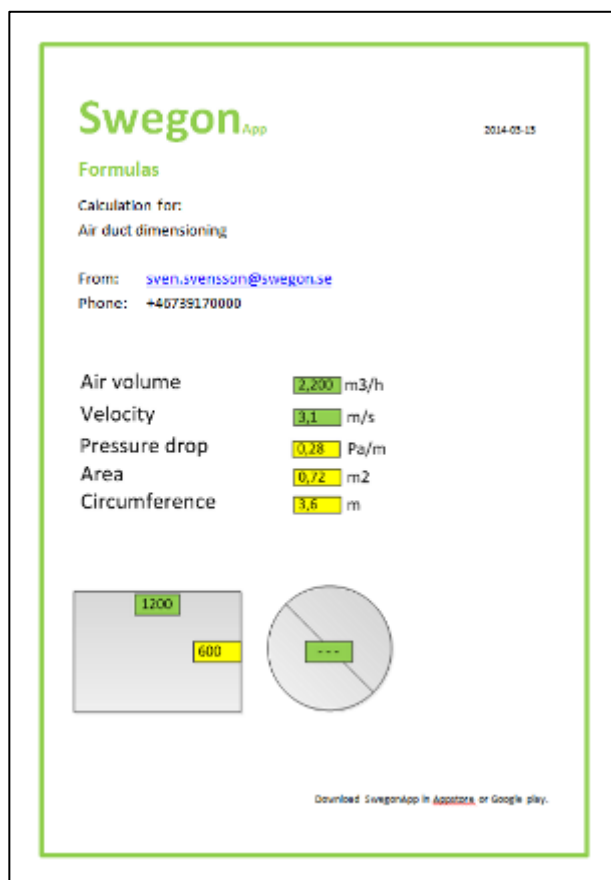 Swegon App
2014-03-13
Formulas
Calculation for:
Air duct dimensioning
From: sven.svensson@swegon.se
Phone: +46739170000
Air volume 2,200 m3/h
Velocity 3,1 m/s
Pressure drop 0,28 Pa/m
Area 0,72 m2
Circumference 3,6 m
1200
600
---
Download SwegonApp in Appstore or Google play.